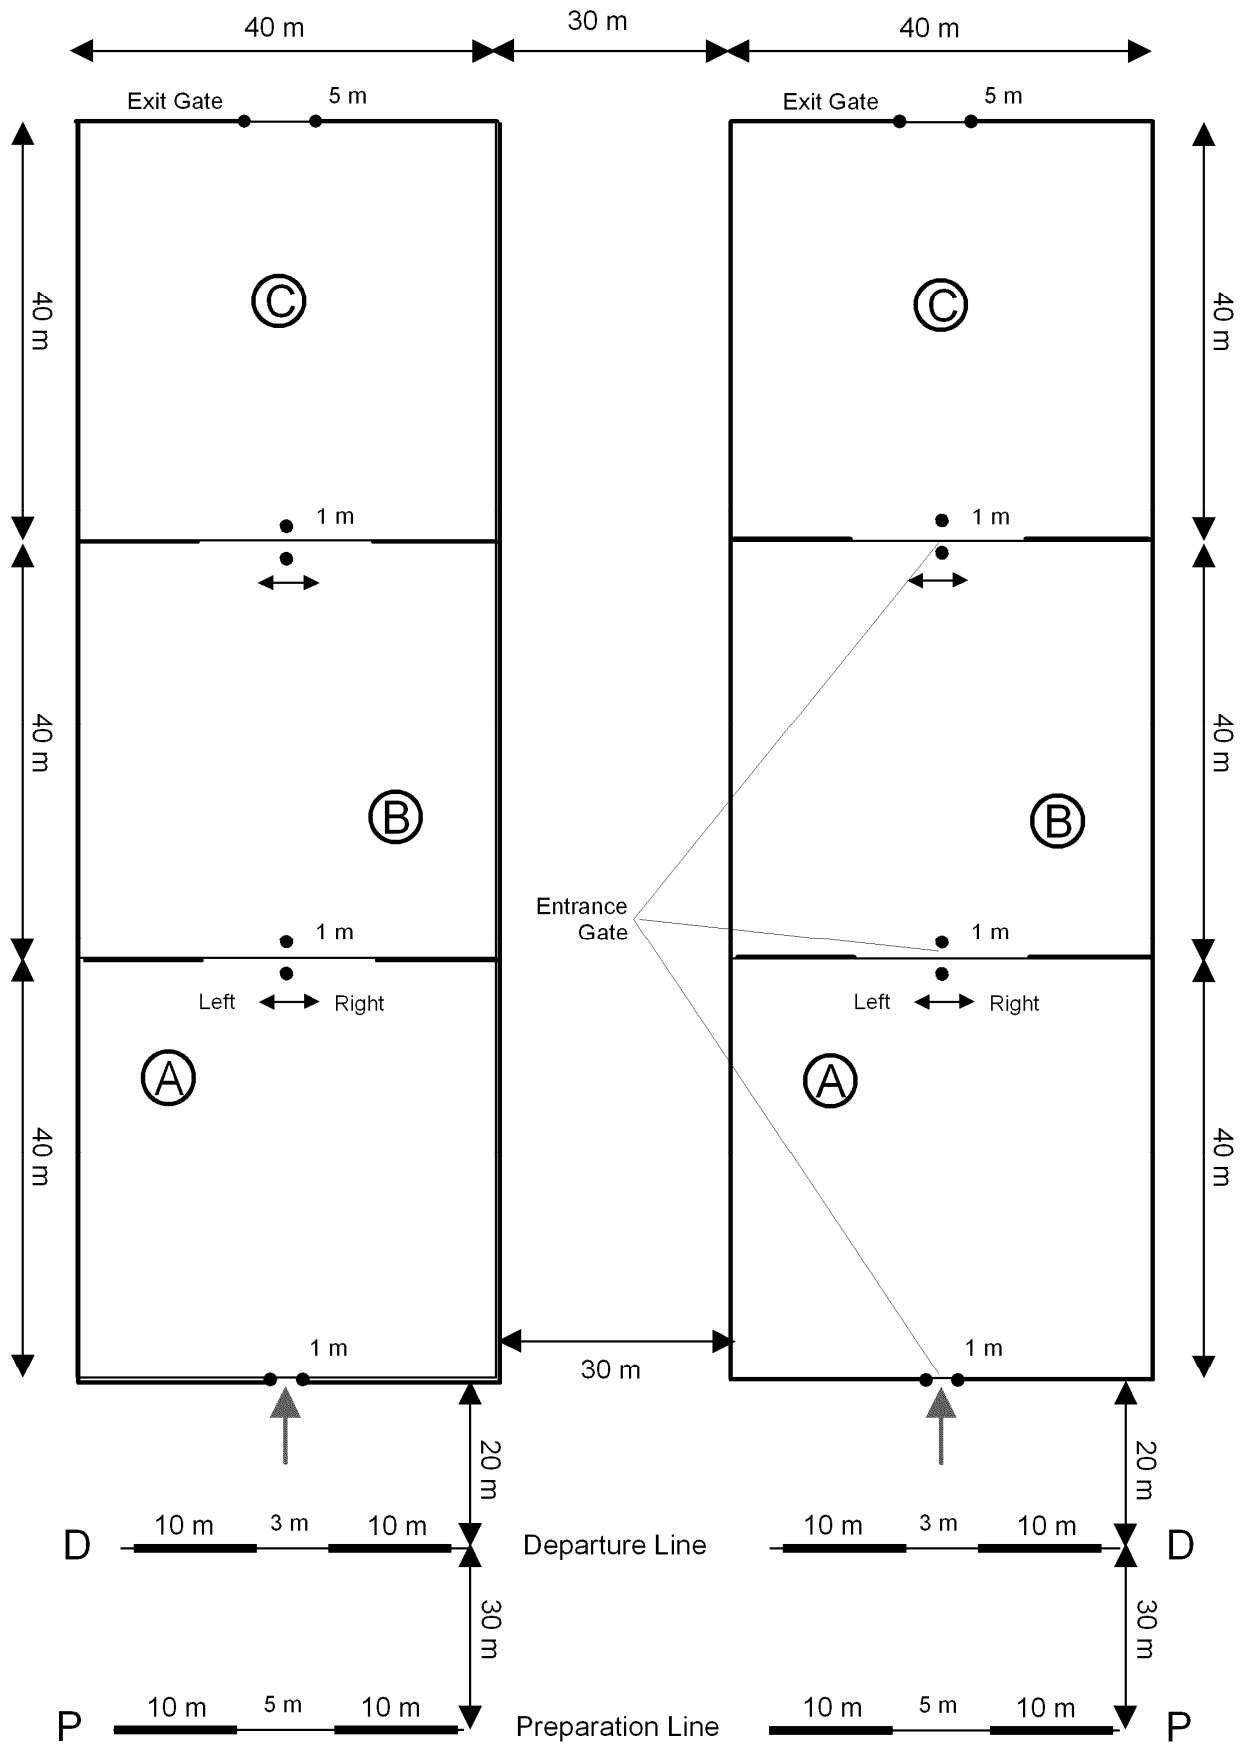 40 m 30 m 40 m
Exit Gate 5 m Exit Gate 5 m
C C
40 m 40 m
1 m 1 m
40 m 40 m
B B
Entrance
Gate
1 m 1 m
Left Right Left Right
A A
40 m 40 m
1 m 1 m
30 m
20 m 20 m
D 10 m 3 m 10 m Departure Line 10 m 3 m 10 m D
30 m 30 m
P 10 m 5 m 10 m Preparation Line 10 m 5 m 10 m P